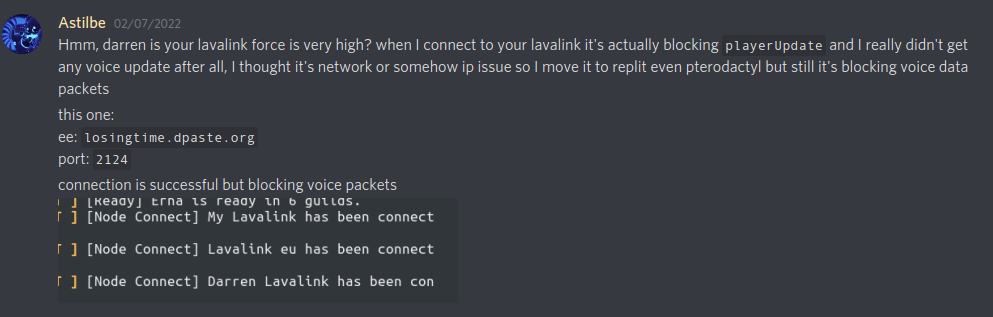 Astilbe 02/07/2022
Hmm, darren is your lavalink force is very high? when I connect to your lavalink it's actually blocking playerUpdate and I really didn't get
any voice update after all, I thought it's network or somehow ip issue so I move it to replit even pterodactyl but still it's blocking voice data
packets
this one:
ee: losingtime.dpaste.org
port: 2124
connection is successful but blocking voice packets
] [Ready] Erna is ready in 6 guilds.
T ] [Node Connect] My Lavalink has been connect
T ] [Node Connect] Lavalink eu has been connect
T ] [Node Connect] Darren Lavalink has been con